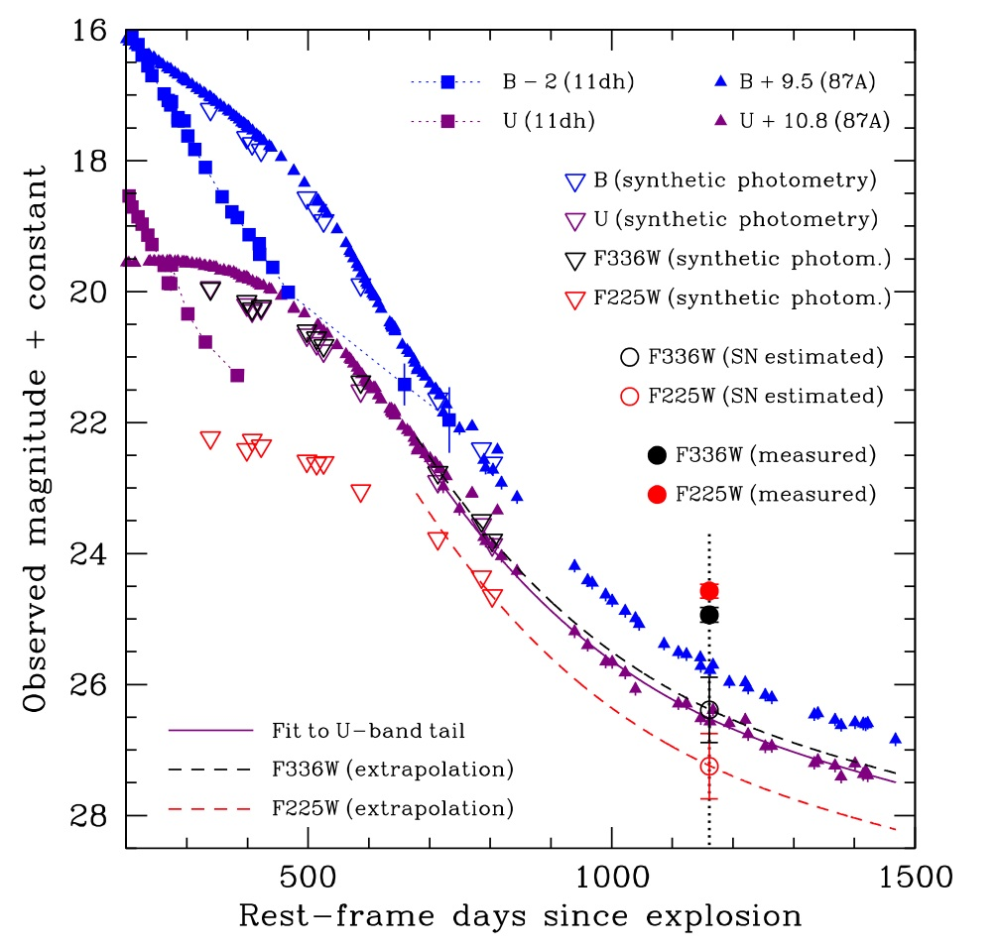 Observed magnitude + constant
16
18
20
22
24
26
28
B − 2 (11dh)
U (11dh)
B + 9.5 (87A)
U + 10.8 (87A)
B (synthetic photometry)
U (synthetic photometry)
F336W (synthetic photom.)
F225W (synthetic photom.)
F336W (SN estimated)
F225W (SN estimated)
F336W (measured)
F225W (measured)
Fit to U−band tail
F336W (extrapolation)
F225W (extrapolation)
500
1000
1500
Rest−frame days since explosion